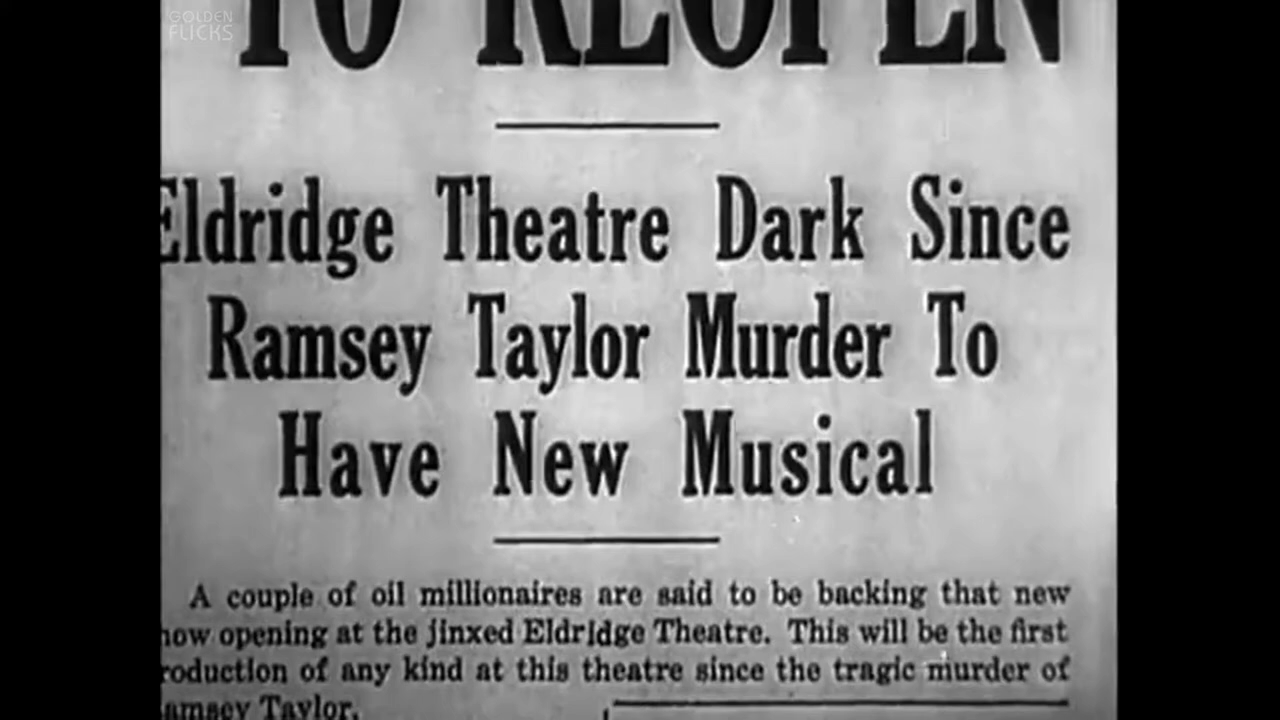 GOLDEN
FLICKS
TO REOPEN
Eldridge Theatre Dark Since
Ramsey Taylor Murder To
Have New Musical
A couple of oil millionaires are said to be backing that new
how opening at the jinxed Eldridge Theatre. This will be the first
roduction of any kind at this theatre since the tragic murder of
amsey Taylor.